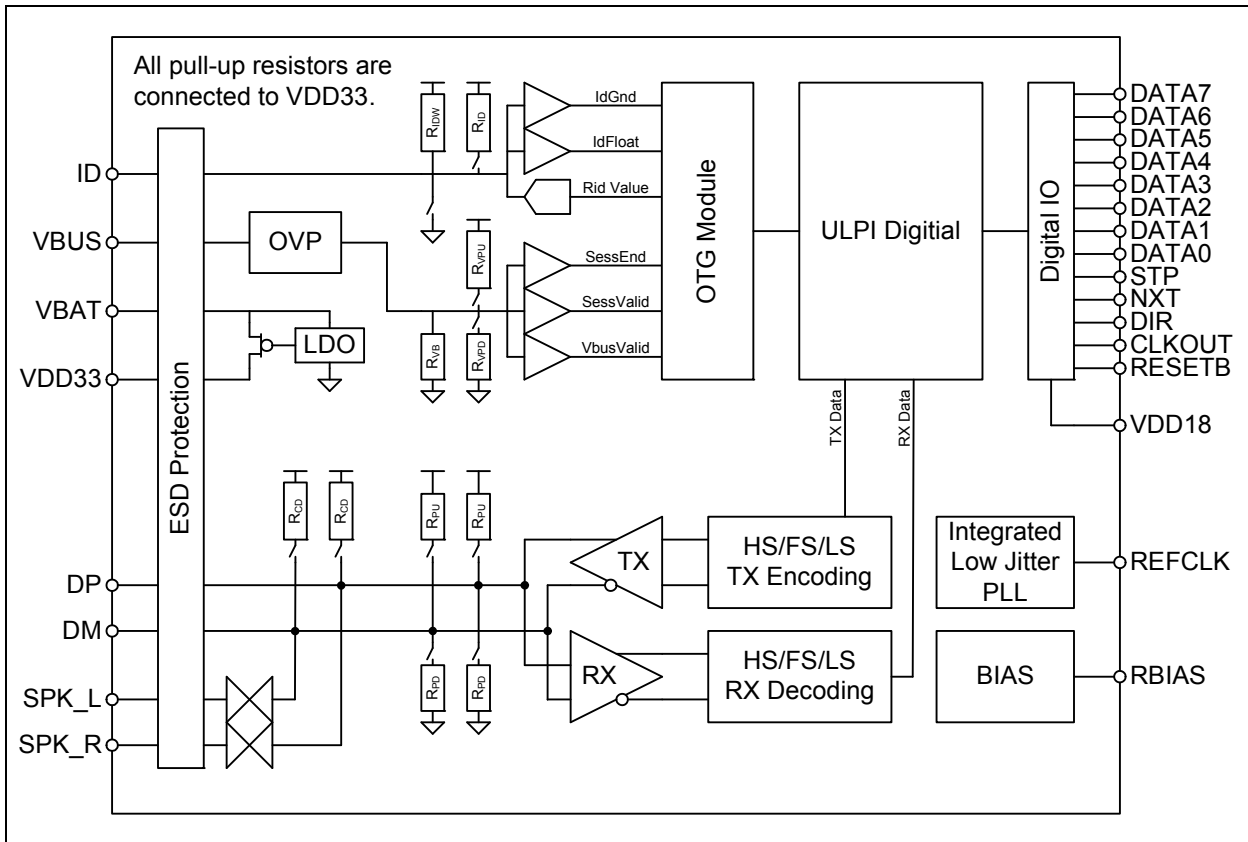 All pull-up resistors are
connected to VDD33.
ID
VBUS
VBAT
VDD33
DP
DM
SPK_L
SPK_R
ESD Protection
OVP
LDO
RIDW
RID
RVPU
RVB
RVPD
IdGnd
IdFloat
Rid Value
SessEnd
SessValid
VbusValid
OTG Module
ULPI Digitial
Digital IO
DATA7
DATA6
DATA5
DATA4
DATA3
DATA2
DATA1
DATA0
STP
NXT
DIR
CLKOUT
RESETB
VDD18
TX Data
RX Data
RCD
RCD
RPU
RPU
RPD
RPD
TX
HS/FS/LS
TX Encoding
RX
HS/FS/LS
RX Decoding
Integrated
Low Jitter
PLL
REFCLK
BIAS
RBIAS